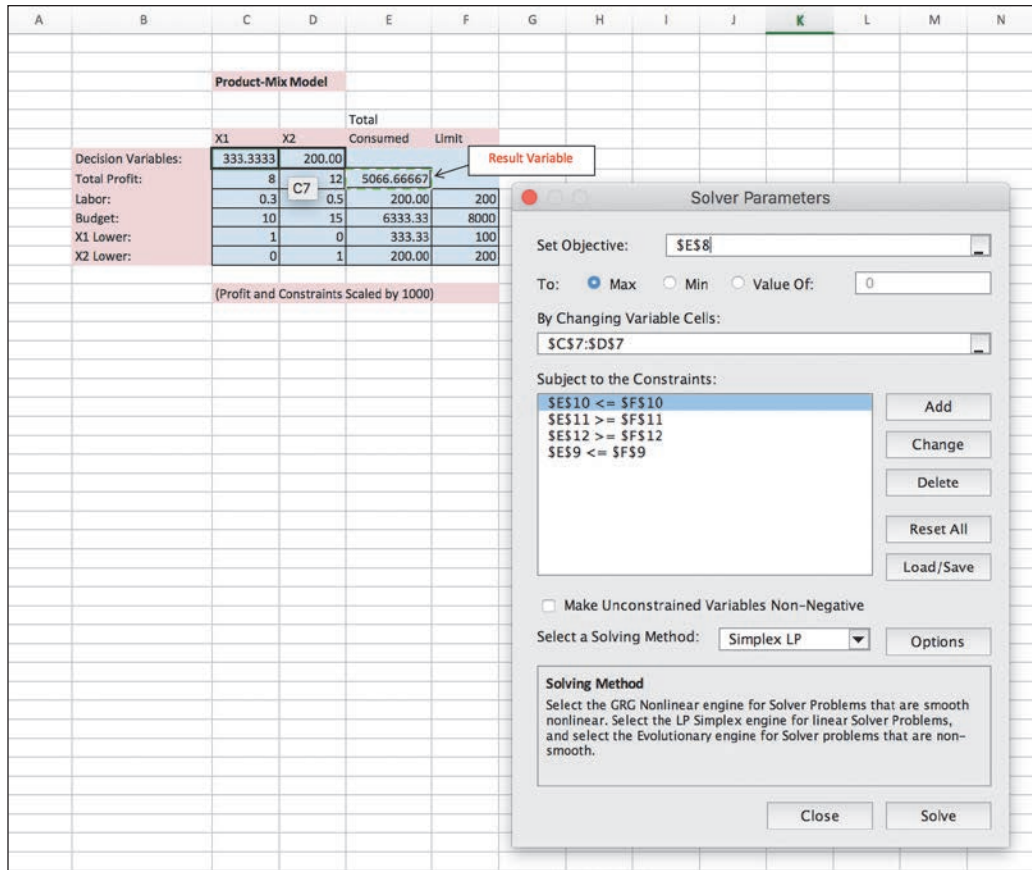 A B C D E F G H I J K L M N
Product-Mix Model
Total
X1 X2 Consumed Limit
Decision Variables: 333.3333 200.00
Result Variable
Total Profit: 8 12 5066.66667
C7
Labor: 0.3 0.5 200.00 200
Budget: 10 15 6333.33 8000
X1 Lower: 1 0 333.33 100
X2 Lower: 0 1 200.00 200
(Profit and Constraints Scaled by 1000)
Solver Parameters
Set Objective: $E$8
To: Max Min Value Of: 0
By Changing Variable Cells:
$C$7:$D$7
Subject to the Constraints:
$E$10 <= $F$10
$E$11 >= $F$11
$E$12 >= $F$12
$E$9 <= $F$9
Add
Change
Delete
Reset All
Load/Save
Make Unconstrained Variables Non-Negative
Select a Solving Method: Simplex LP Options
Solving Method
Select the GRG Nonlinear engine for Solver Problems that are smooth
nonlinear. Select the LP Simplex engine for linear Solver Problems,
and select the Evolutionary engine for Solver problems that are non-
smooth.
Close Solve